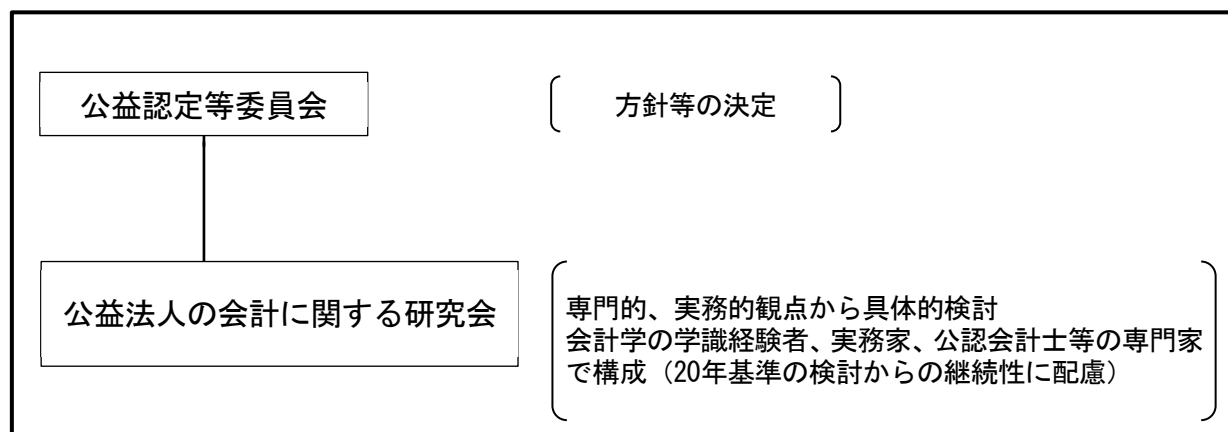 公益認定等委員会
方針等の決定
公益法人の会計に関する研究会
専門的、実務的観点から具体的検討
会計学の学識経験者、実務家、公認会計士等の専門家
で構成（20年基準の検討からの継続性に配慮）